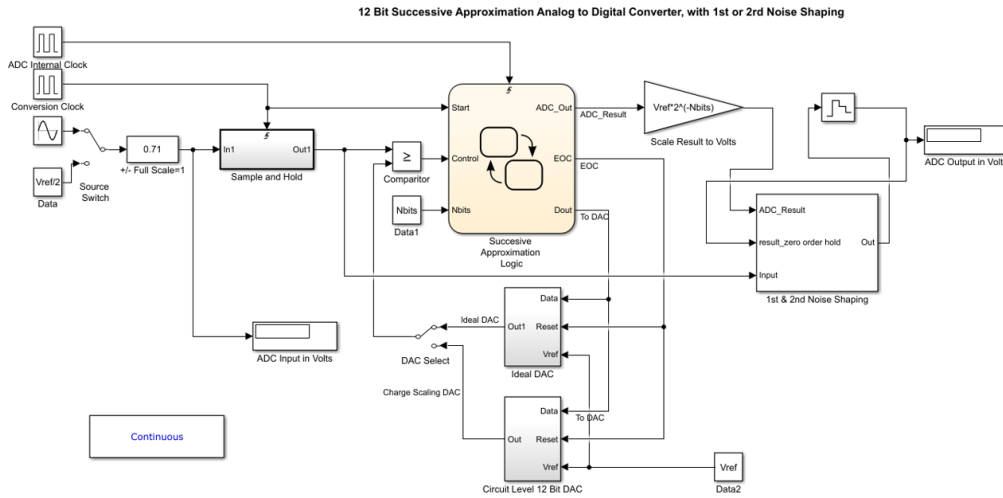 12 Bit Successive Approximation Analog to Digital Converter, with 1st or 2rd Noise Shaping
ADC Internal Clock
Conversion Clock
Vref/2
Data
Source
Switch
0.71
+/- Full Scale=1
In1
Out1
Sample and Hold
≥
Comparitor
Nbits
Data1
Start
Control
Nbits
ADC_Out
EOC
Dout
Succesive
Approximation
Logic
ADC_Result
EOC
To DAC
Vref*2^(-Nbits)
Scale Result to Volts
ADC Output in Volt
ADC_Result
result_zero order hold
Input
Out
1st & 2nd Noise Shaping
ADC Input in Volts
DAC Select
Ideal DAC
Charge Scaling DAC
Data
Out1
Reset
Vref
Ideal DAC
To DAC
Data
Out
Reset
Vref
Circuit Level 12 Bit DAC
Vref
Data2
Continuous